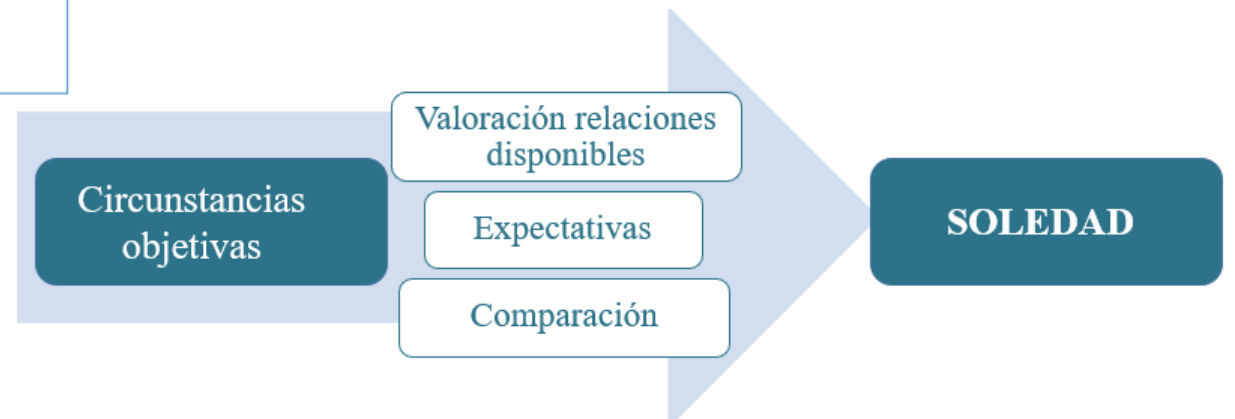 Circunstancias
objetivas
Valoración relaciones
disponibles
Expectativas
Comparación
SOLEDAD